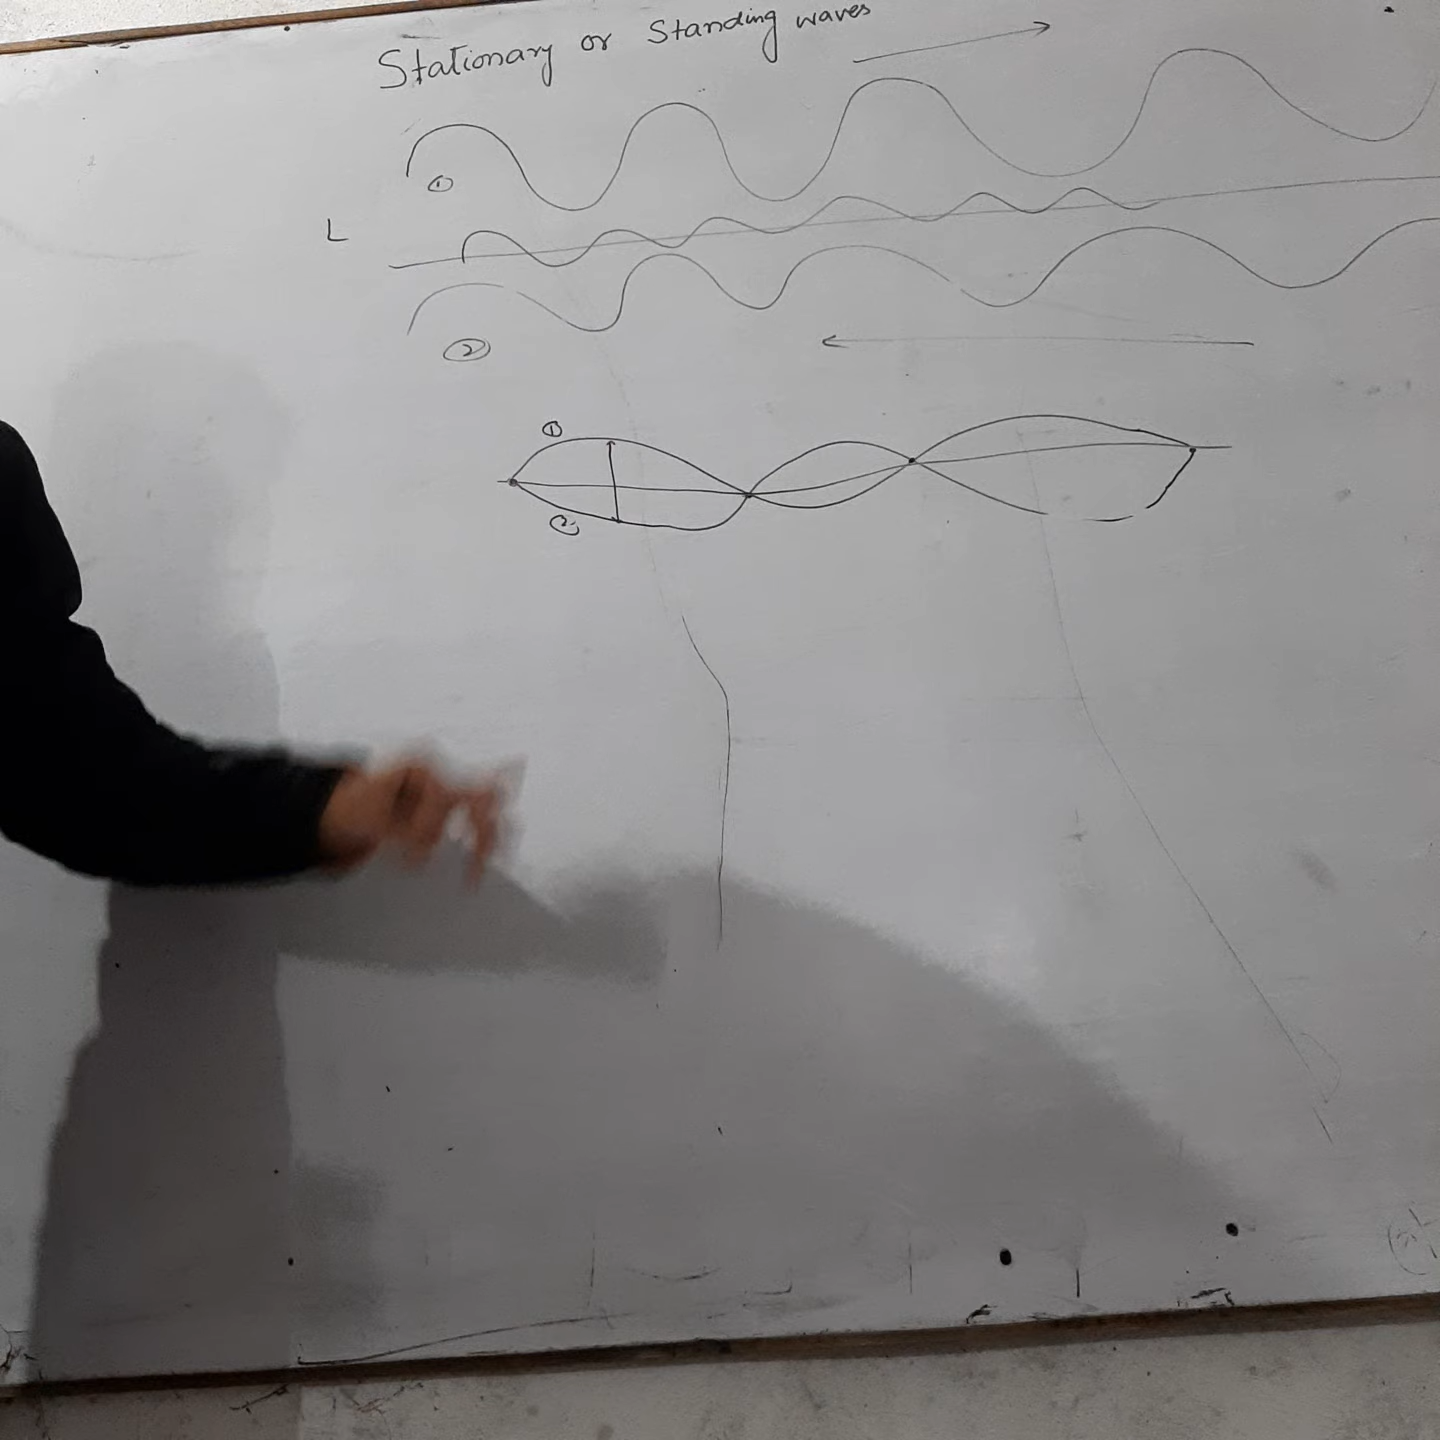 Stationary or Standing waves
①
L
②
①
②